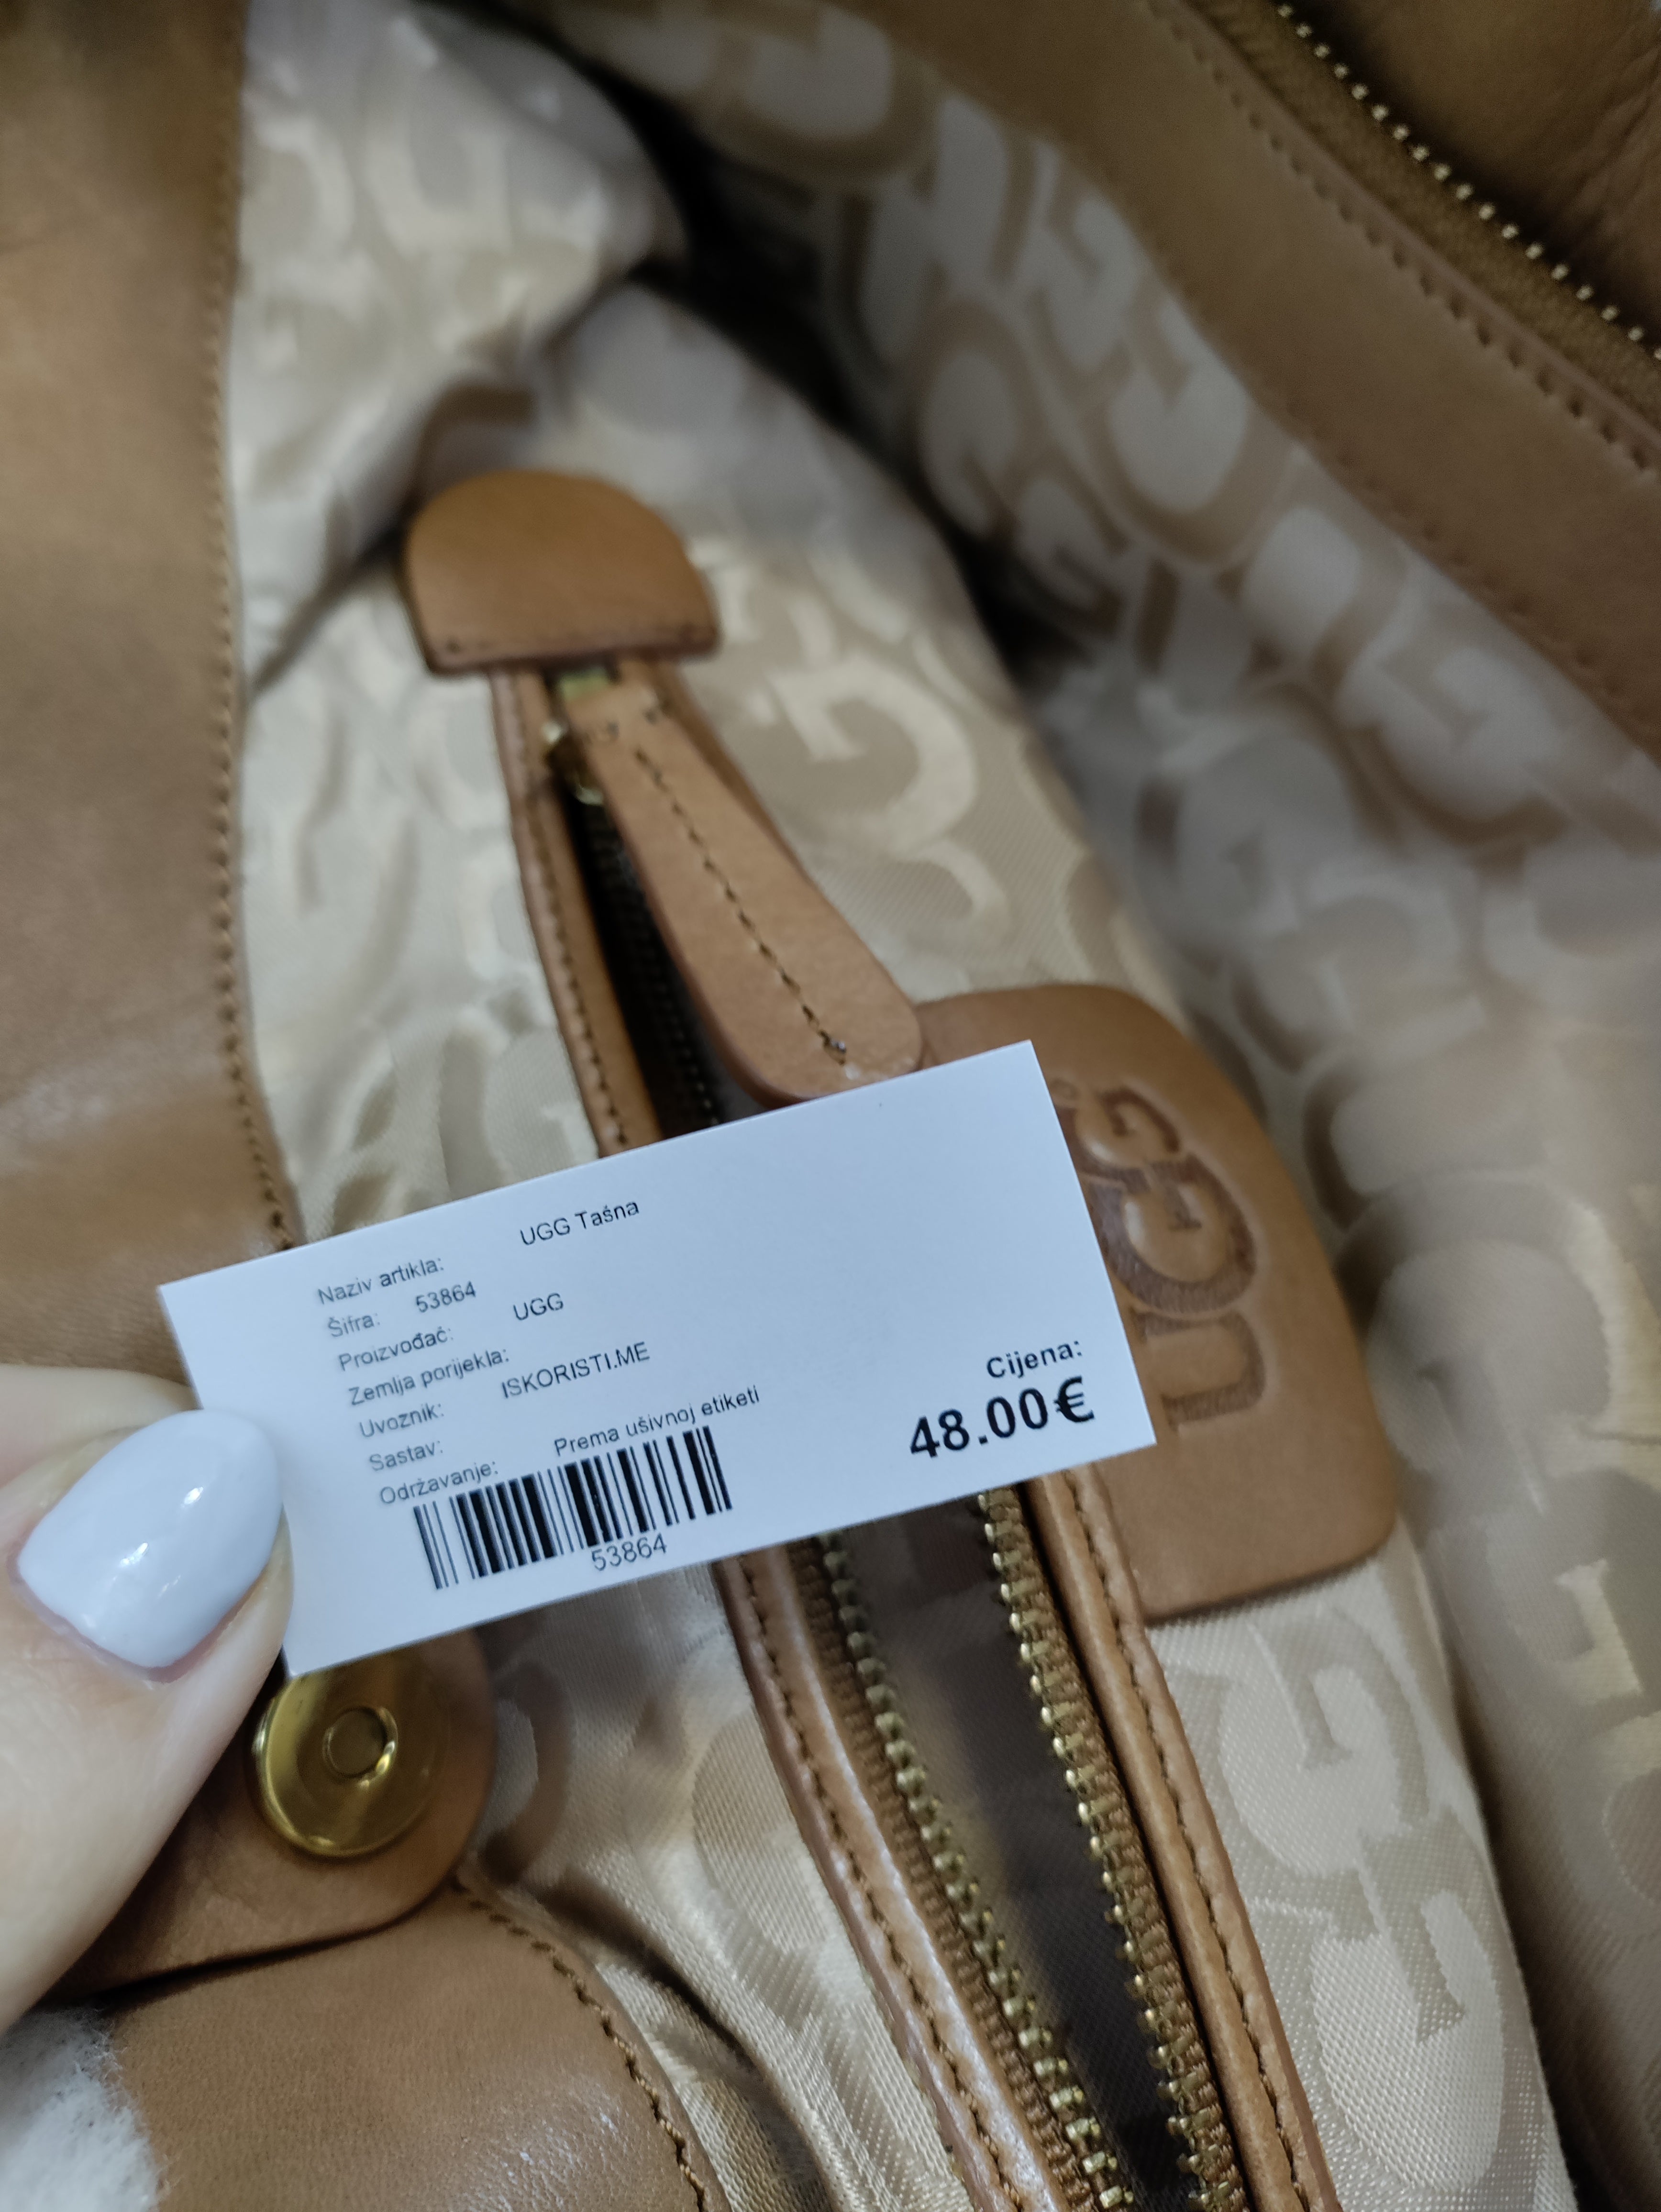 Naziv artikla: UGG Taśna
Šifra: 53864
Proizvođač: UGG
Zemlja porijekla:
Uvoznik: ISKORISTI.ME
Sastav:
Održavanje: Prema ušivnoj etiketi
53864
Cijena:
48.00€
UGG